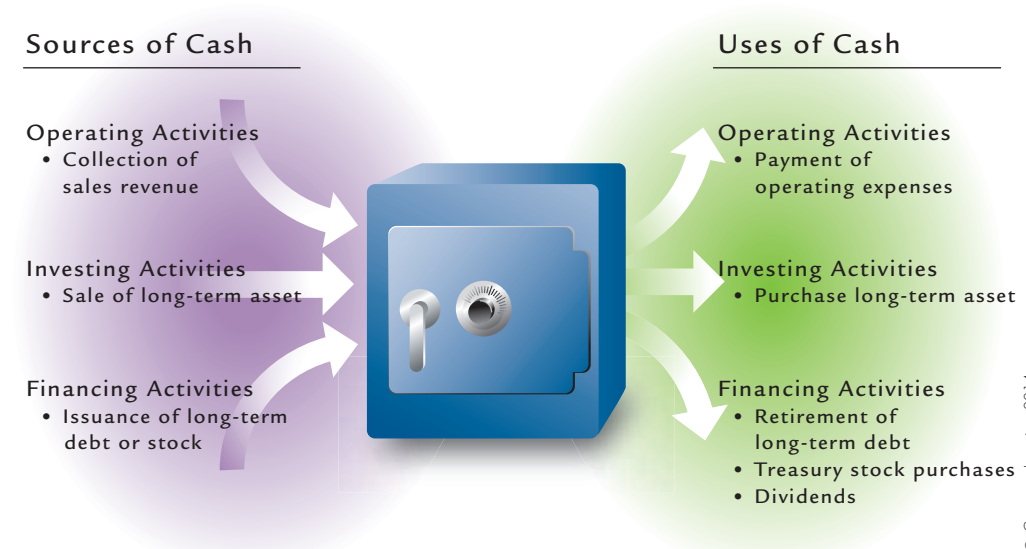 Sources of Cash
Operating Activities
• Collection of
sales revenue
Investing Activities
• Sale of long-term asset
Financing Activities
• Issuance of long-term
debt or stock
Uses of Cash
Operating Activities
• Payment of
operating expenses
Investing Activities
• Purchase long-term asset
Financing Activities
• Retirement of
long-term debt
• Treasury stock purchases
• Dividends